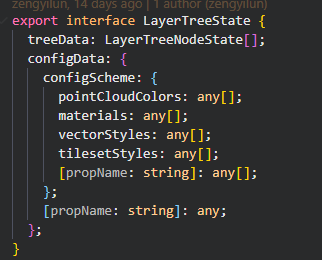 zengyilun, 14 days ago | 1 author (zengyilun)
export interface LayerTreeState {
  treeData: LayerTreeNodeState[];
  configData: {
    configScheme: {
      pointCloudColors: any[];
      materials: any[];
      vectorStyles: any[];
      tilesetStyles: any[];
      [propName: string]: any[];
    };
    [propName: string]: any;
  };
}